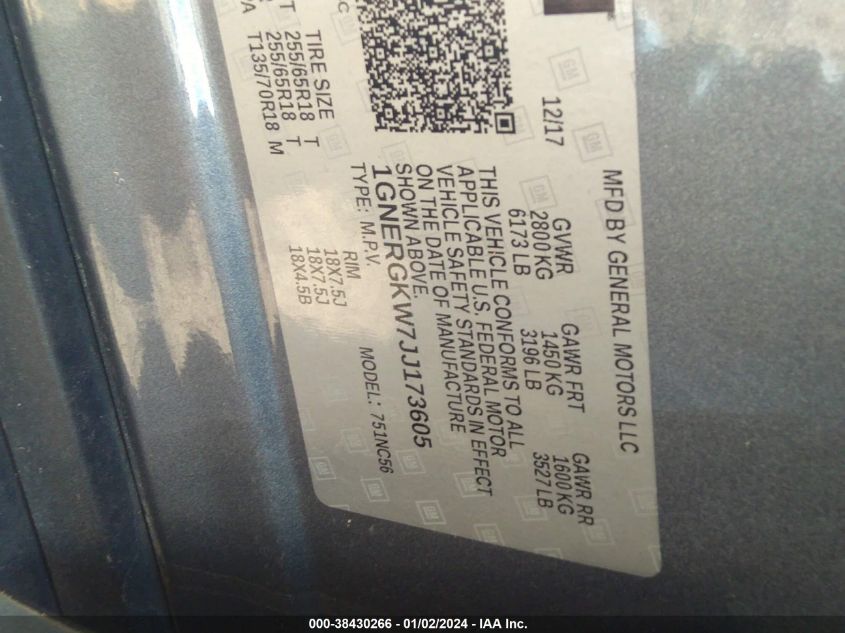 MFD BY GENERAL MOTORS LLC
12/17
GVWR GAWR FRT GAWR RR
2800 KG 1450 KG 1600 KG
6173 LB 3196 LB 3527 LB
THIS VEHICLE CONFORMS TO ALL
APPLICABLE U.S. FEDERAL MOTOR
VEHICLE SAFETY STANDARDS IN EFFECT
ON THE DATE OF MANUFACTURE
SHOWN ABOVE.
1GNERGKW7JJ173605
TYPE: M.P.V. MODEL: 751NC56
TIRE SIZE RIM
255/65R18 T 18X7.5J
255/65R18 T 18X7.5J
T135/70R18 M 18X4.5B
GM
000-38430266 - 01/02/2024 - IAA Inc.